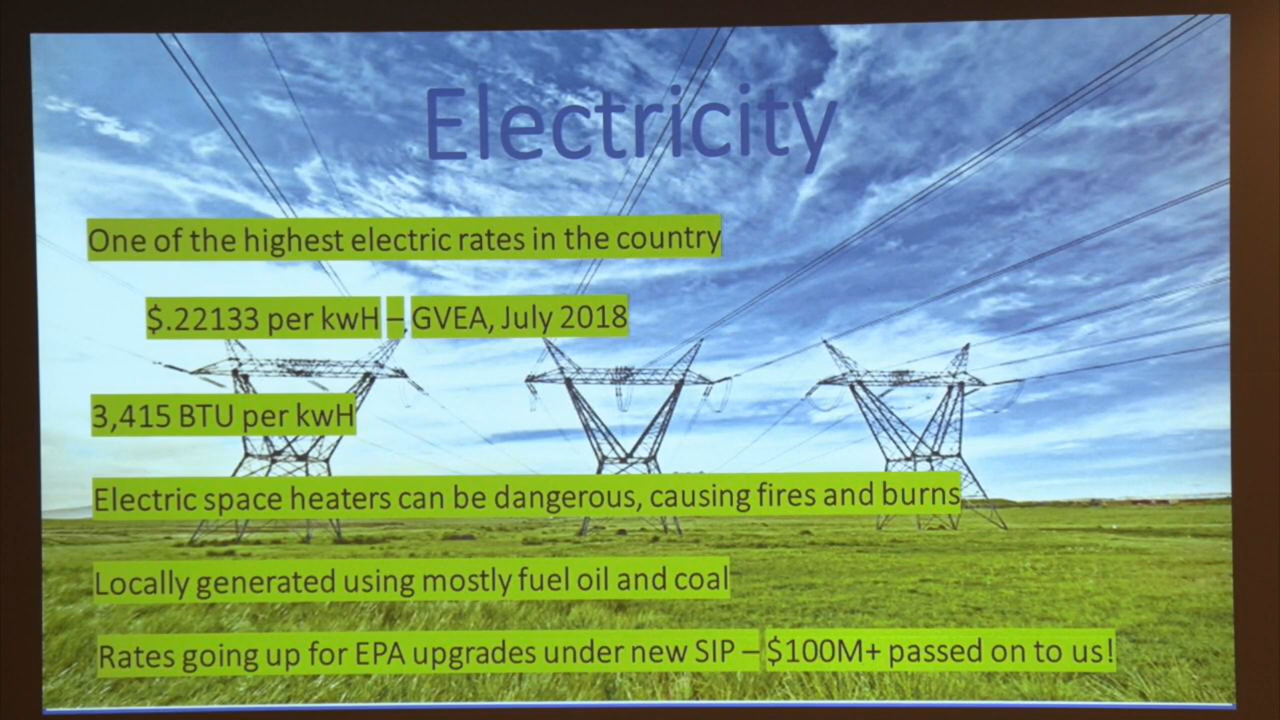 Electricity
One of the highest electric rates in the country
$.22133 per kwH – GVEA, July 2018
3,415 BTU per kwH
Electric space heaters can be dangerous, causing fires and burns
Locally generated using mostly fuel oil and coal
Rates going up for EPA upgrades under new SIP – $100M+ passed on to us!